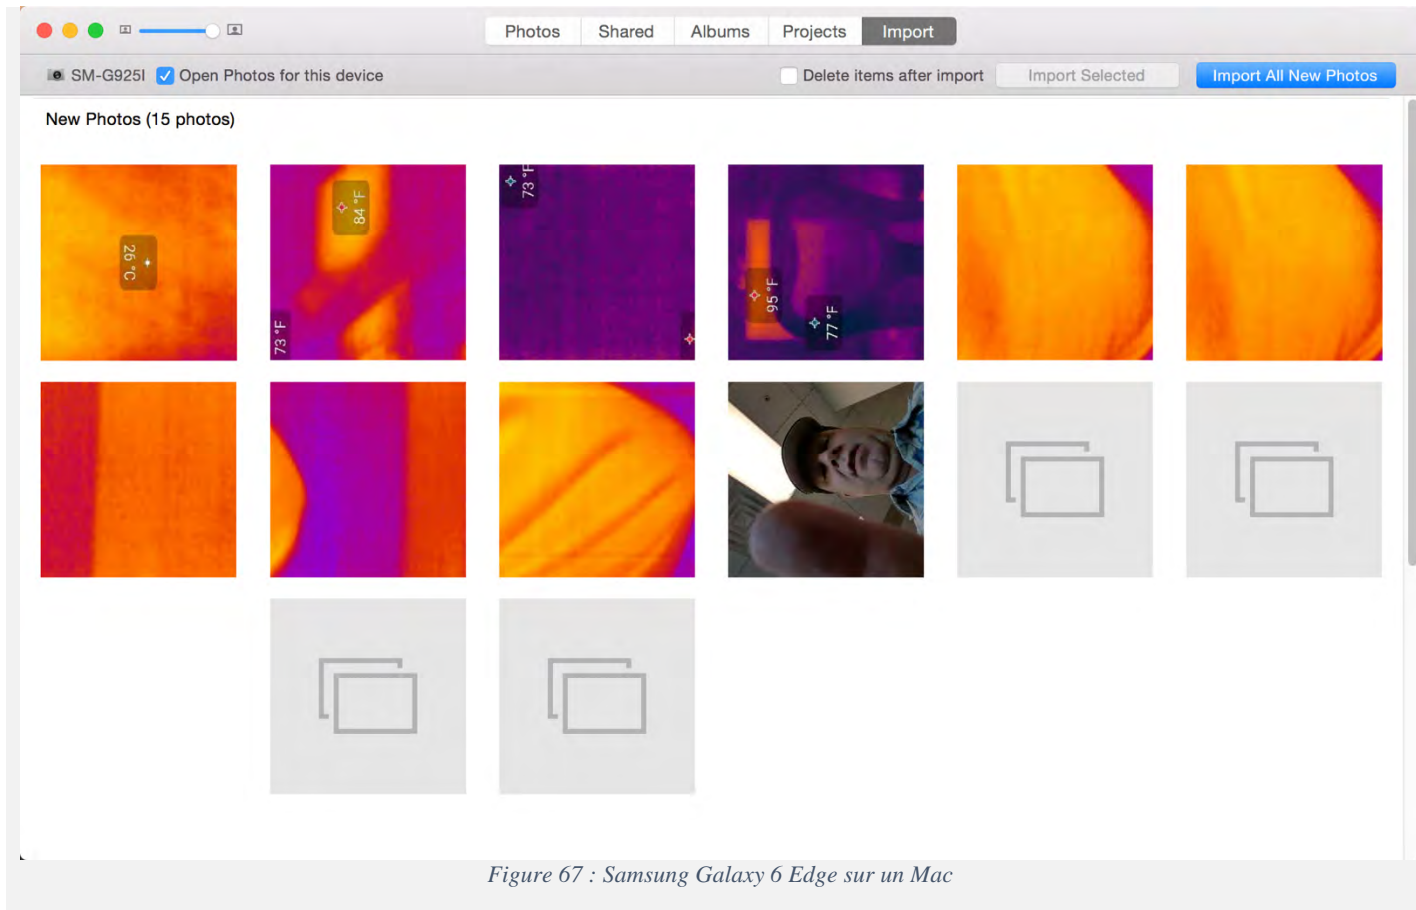 Photos Shared Albums Projects Import
SM-G925I Open Photos for this device Delete items after import Import Selected Import All New Photos
New Photos (15 photos)
26 °C
84 °F
73 °F
73 °F
95 °F
77 °F
Figure 67 : Samsung Galaxy 6 Edge sur un Mac